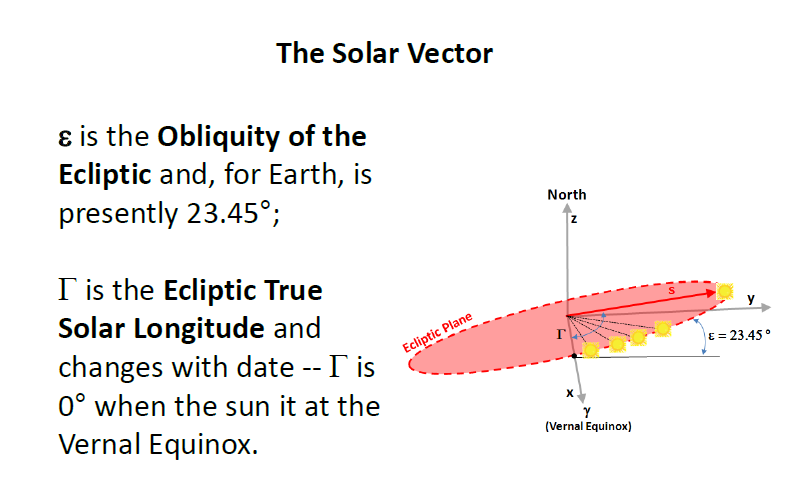 The Solar Vector
ε is the Obliquity of the
Ecliptic and, for Earth, is
presently 23.45°;
Γ is the Ecliptic True
Solar Longitude and
changes with date -- Γ is
0° when the sun it at the
Vernal Equinox.
North
z
s
y
Ecliptic Plane
Γ
ε = 23.45°
x
γ
(Vernal Equinox)